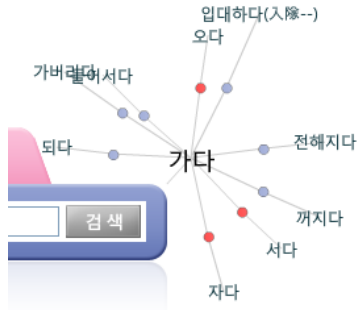 입대하다(入隊--)
오다
가버리다
들어서다
되다
가다
전해지다
꺼지다
서다
자다
검색